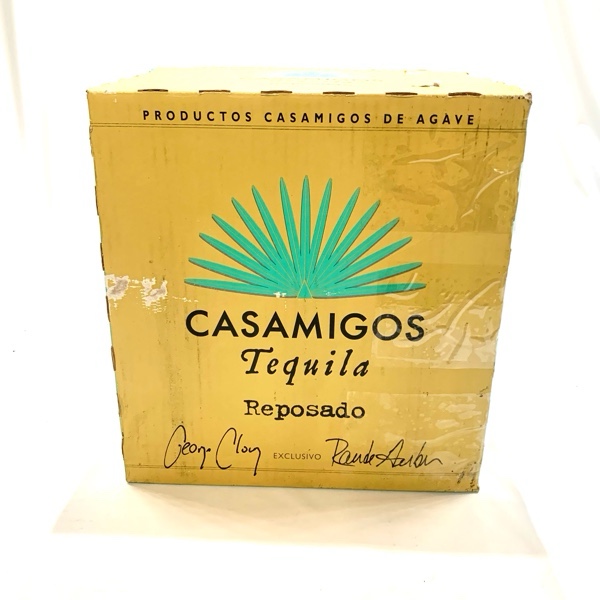 PRODUCTOS CASAMIGOS DE AGAVE
CASAMIGOS
Tequila
Reposado
EXCLUSIVO